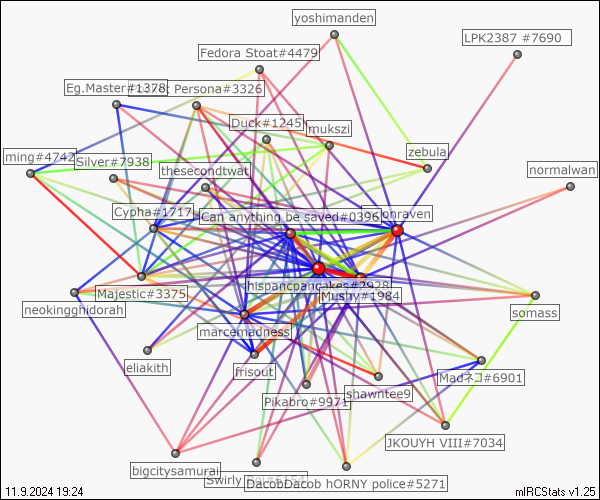 yoshimanden
LPK2387 #7690
Fedora Stoat#4479
Eg.Master#1378
Persona#3326
Duck#1245
mukszi
ming#4742
Silver#7938
zebula
thesecondtwat
normalwan
Cypha#1717
Can anything be saved#0396
onraven
hispancpancakes#2928
Majestic#3375
Mushy#1984
neokingghidorah
somass
marcemadness
eliakith
frisout
Madネコ#6901
shawntee9
Pikabro#9971
JKOUYH VIII#7034
bigcitysamurai
Swirly
DacobDacob hORNY police#5271
11.9.2024 19:24
mIRCStats v1.25